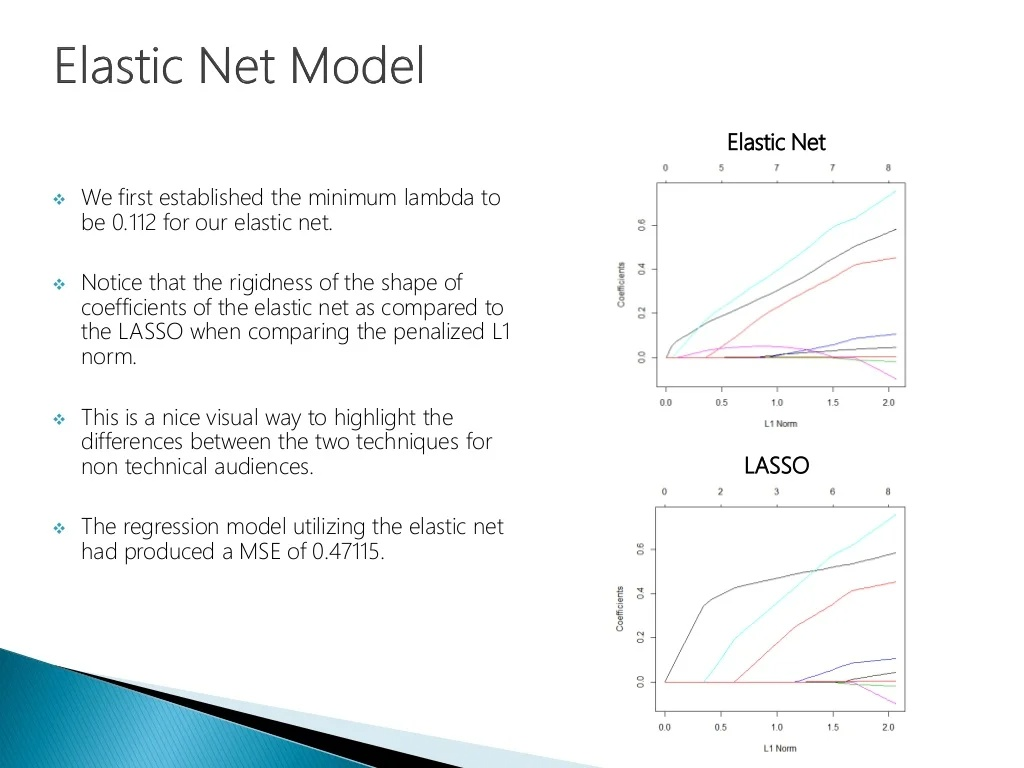 Elastic Net Model
We first established the minimum lambda to
be 0.112 for our elastic net.
Notice that the rigidness of the shape of
coefficients of the elastic net as compared to
the LASSO when comparing the penalized L1
norm.
This is a nice visual way to highlight the
differences between the two techniques for
non technical audiences.
The regression model utilizing the elastic net
had produced a MSE of 0.47115.
Elastic Net
0 5 7 7 8
Coefficients
0.6
0.4
0.2
0.0
0.0 0.5 1.0 1.5 2.0
L1 Norm
LASSO
0 2 3 6 8
Coefficients
0.6
0.4
0.2
0.0
0.0 0.5 1.0 1.5 2.0
L1 Norm